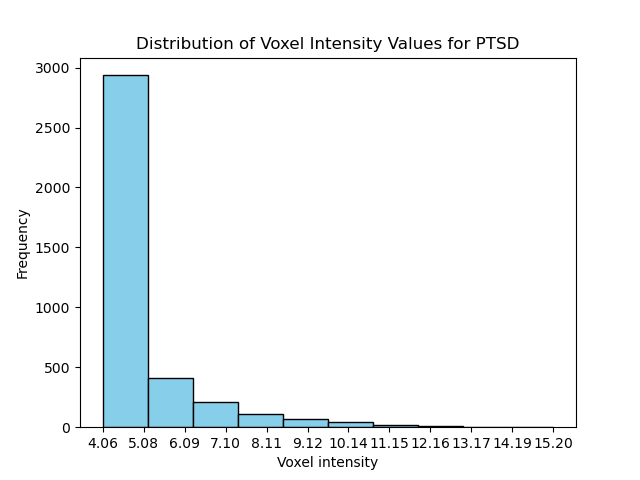 Distribution of Voxel Intensity Values for PTSD
3000
2500
2000
1500
1000
500
0
Frequency
4.06 5.08 6.09 7.10 8.11 9.12 10.14 11.15 12.16 13.17 14.19 15.20
Voxel intensity